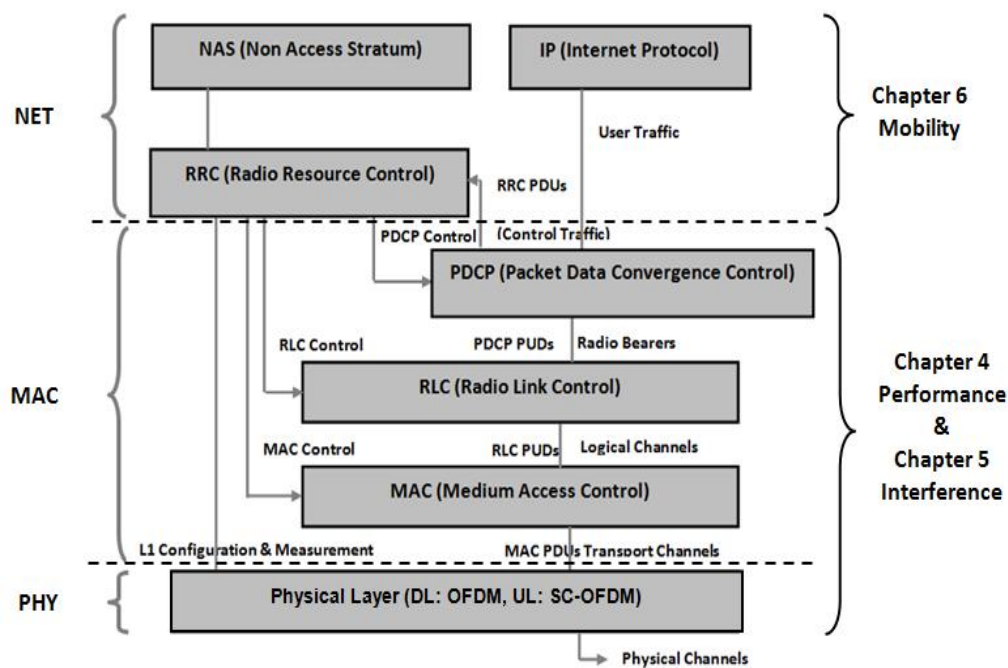 NAS (Non Access Stratum)
IP (Internet Protocol)
NET
Chapter 6
Mobility
User Traffic
RRC (Radio Resource Control)
RRC PDUs
PDCP Control
(Control Traffic)
PDCP (Packet Data Convergence Control)
RLC Control
PDCP PUDs
Radio Bearers
MAC
RLC (Radio Link Control)
Chapter 4
Performance
&
Chapter 5
Interference
MAC Control
RLC PUDs
Logical Channels
MAC (Medium Access Control)
L1 Configuration & Measurement
MAC PDUs Transport Channels
PHY
Physical Layer (DL: OFDM, UL: SC-OFDM)
Physical Channels